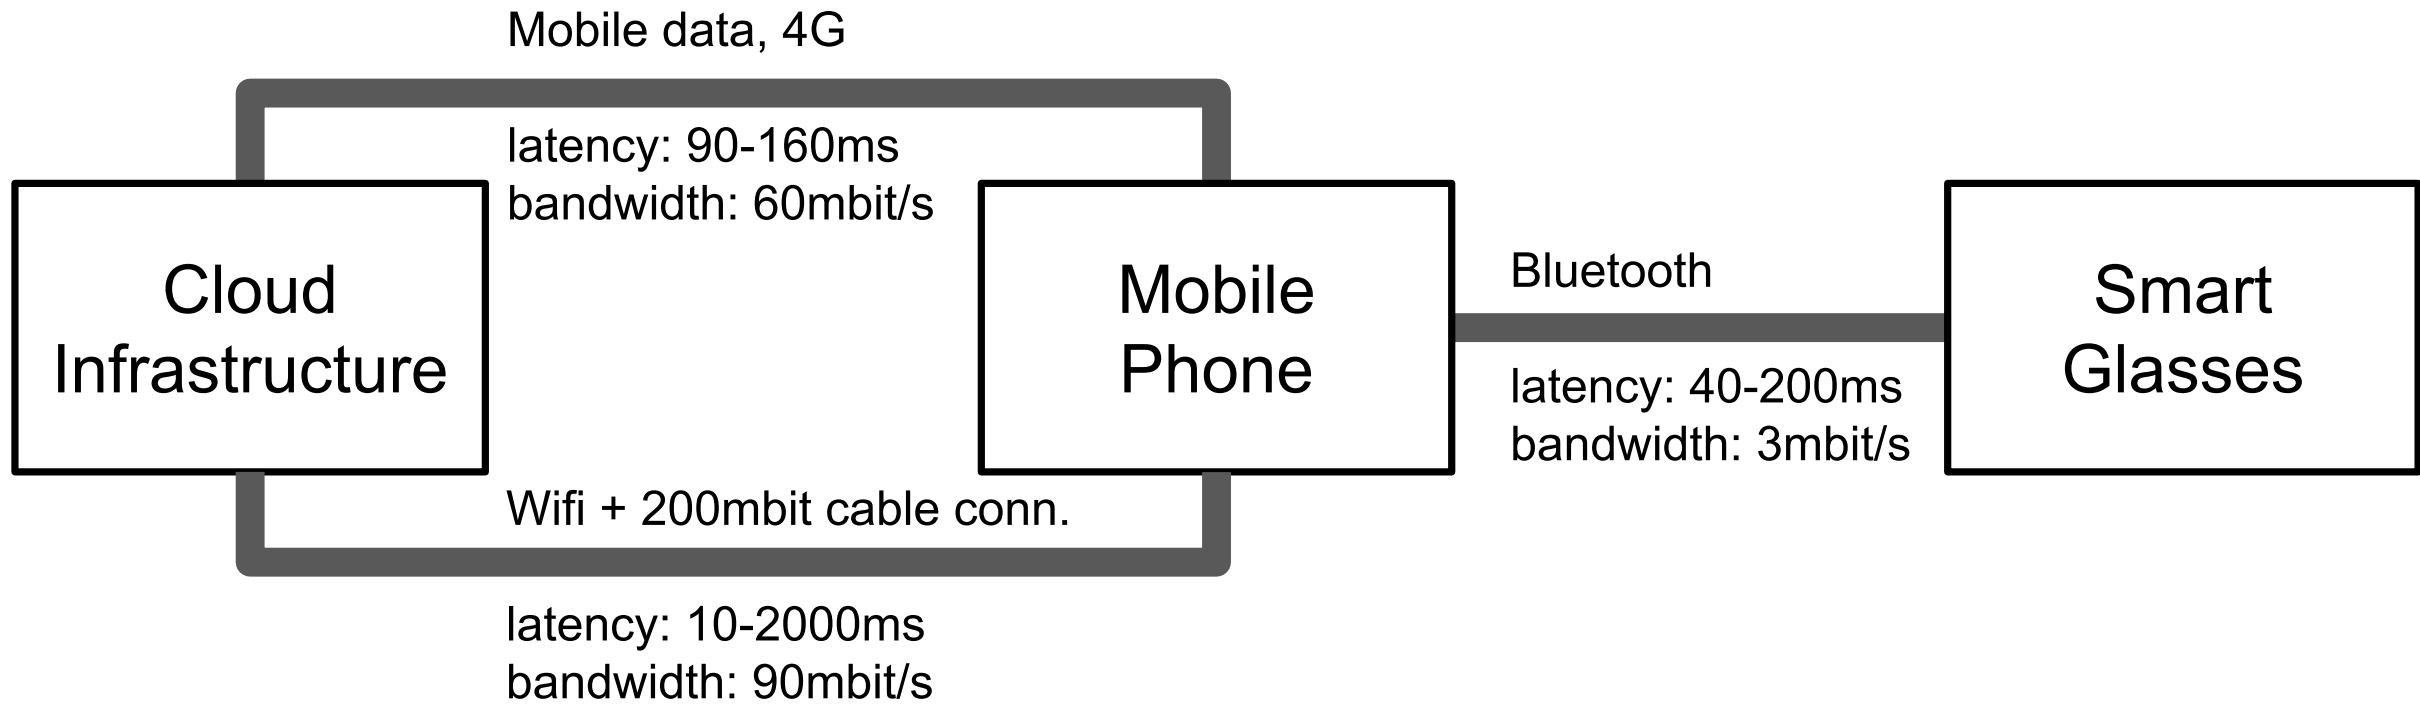 Mobile data, 4G
latency: 90-160ms
bandwidth: 60mbit/s
Cloud
Infrastructure
Mobile
Phone
Bluetooth
latency: 40-200ms
bandwidth: 3mbit/s
Smart
Glasses
Wifi + 200mbit cable conn.
latency: 10-2000ms
bandwidth: 90mbit/s